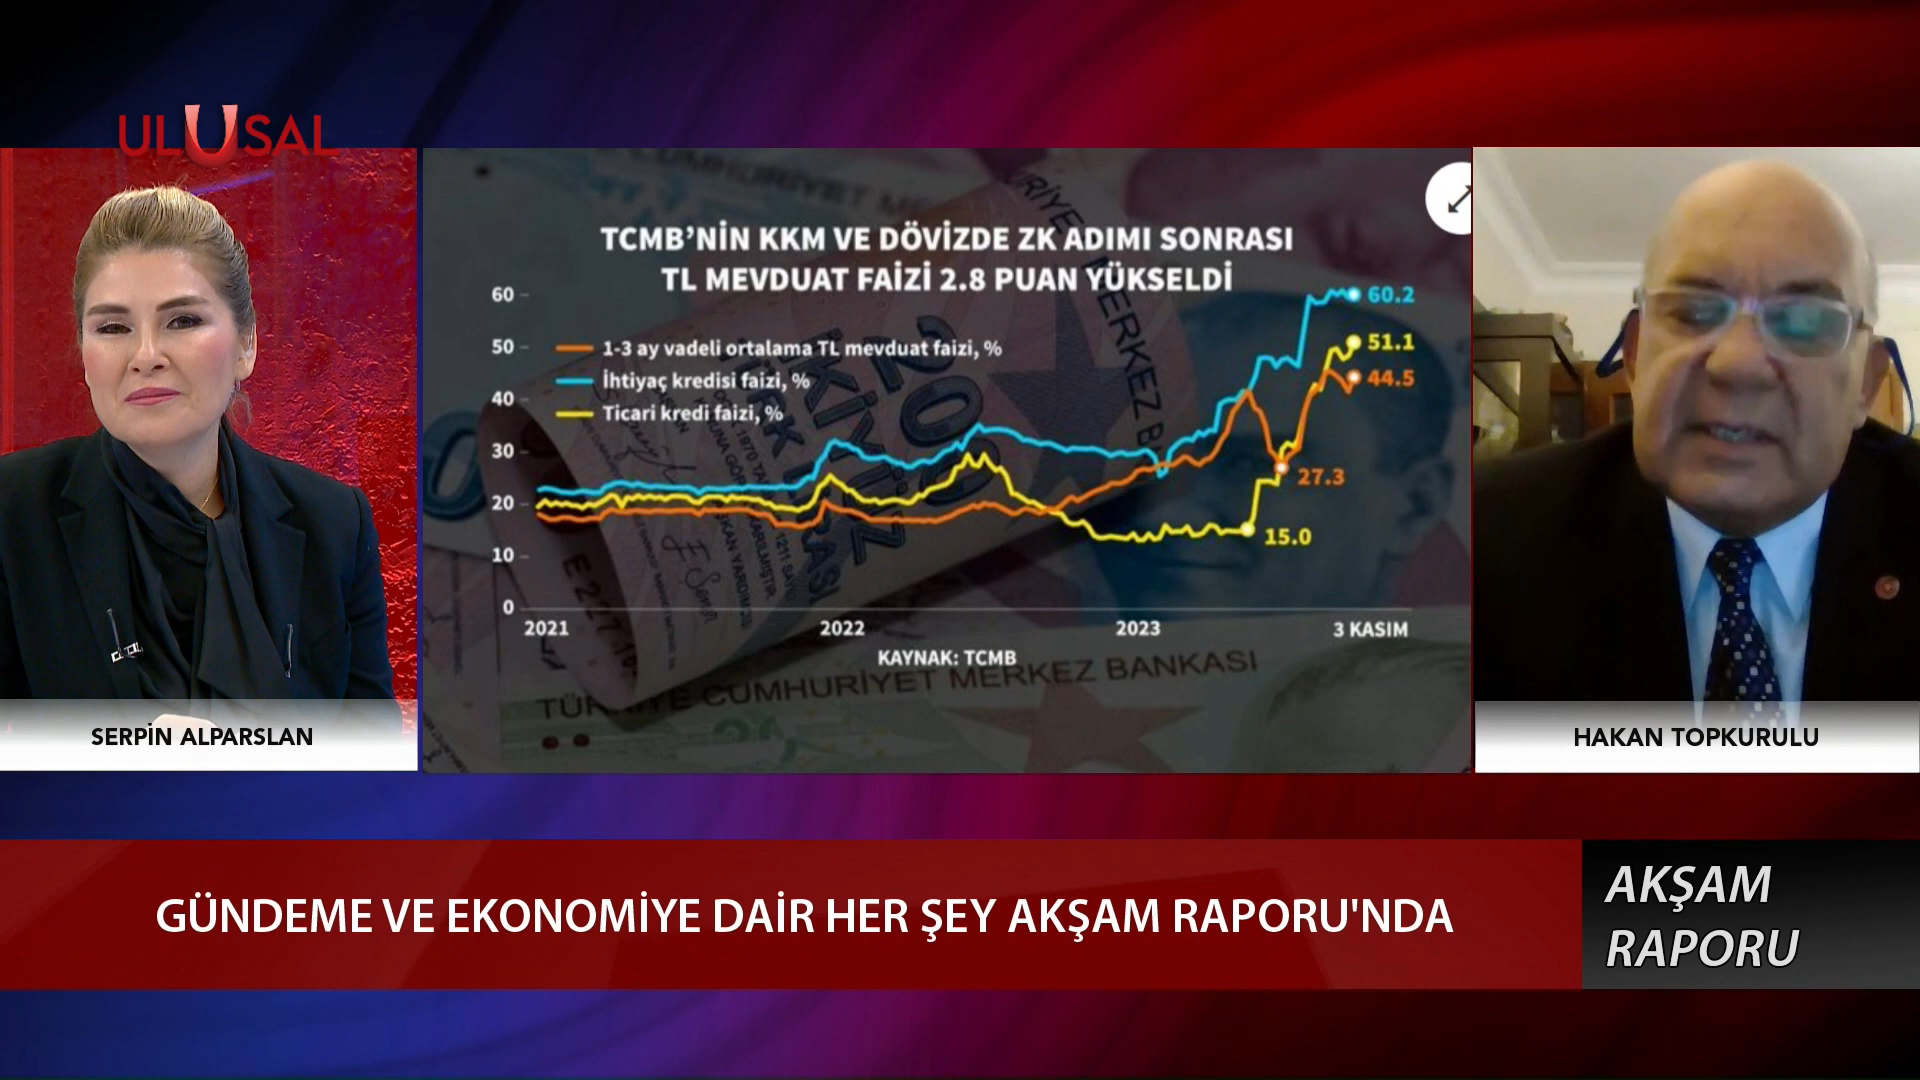 ULUSAL
TCMB'NİN KKM VE DÖVİZDE ZK ADIMI SONRASI
TL MEVDUAT FAİZİ 2.8 PUAN YÜKSELDİ
60
50
40
30
20
10
0
1-3 ay vadeli ortalama TL mevduat faizi, %
İhtiyaç kredisi faizi, %
Ticari kredi faizi, %
60.2
51.1
44.5
27.3
15.0
2021 2022 2023 3 KASIM
KAYNAK: TCMB
TÜRKİYE CUMHURİYET MERKEZ BANKASI
SERPİN ALPARSLAN
HAKAN TOPKURULU
GÜNDEME VE EKONOMİYE DAİR HER ŞEY AKŞAM RAPORU'NDA
AKŞAM
RAPORU